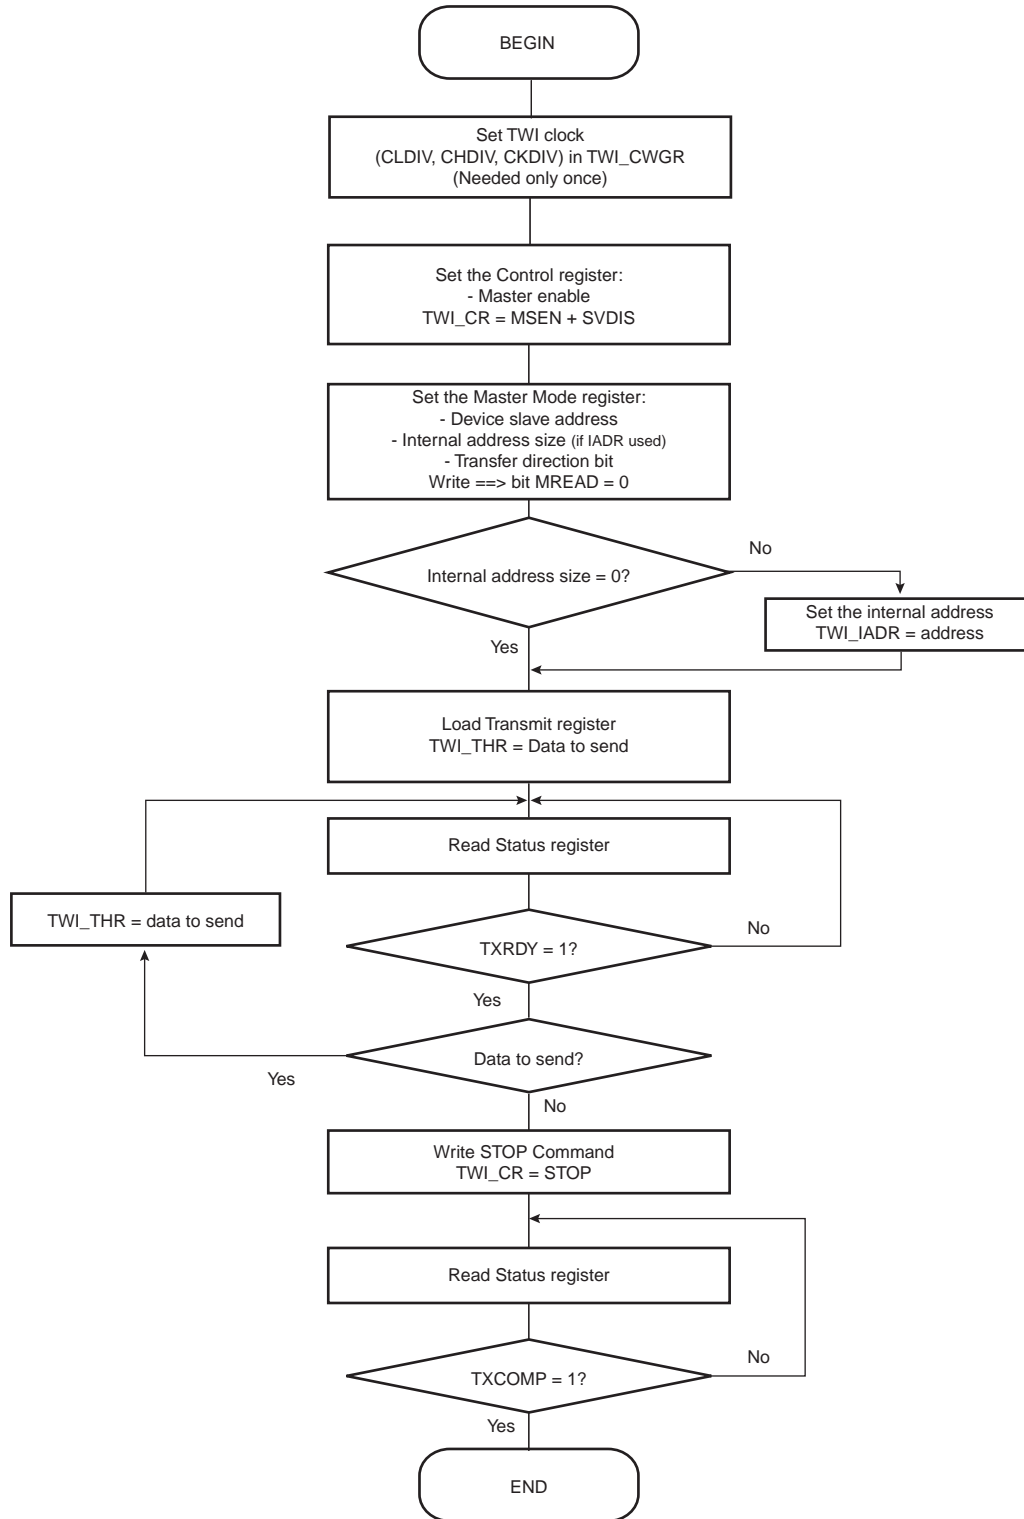 BEGIN
Set TWI clock
(CLDIV, CHDIV, CKDIV) in TWI_CWGR
(Needed only once)
Set the Control register:
- Master enable
TWI_CR = MSEN + SVDIS
Set the Master Mode register:
- Device slave address
- Internal address size (if IADR used)
- Transfer direction bit
Write ==> bit MREAD = 0
No
Internal address size = 0?
Set the internal address
TWI_IADR = address
Yes
Load Transmit register
TWI_THR = Data to send
Read Status register
TWI_THR = data to send
No
TXRDY = 1?
Yes
Data to send?
Yes
No
Write STOP Command
TWI_CR = STOP
Read Status register
No
TXCOMP = 1?
Yes
END